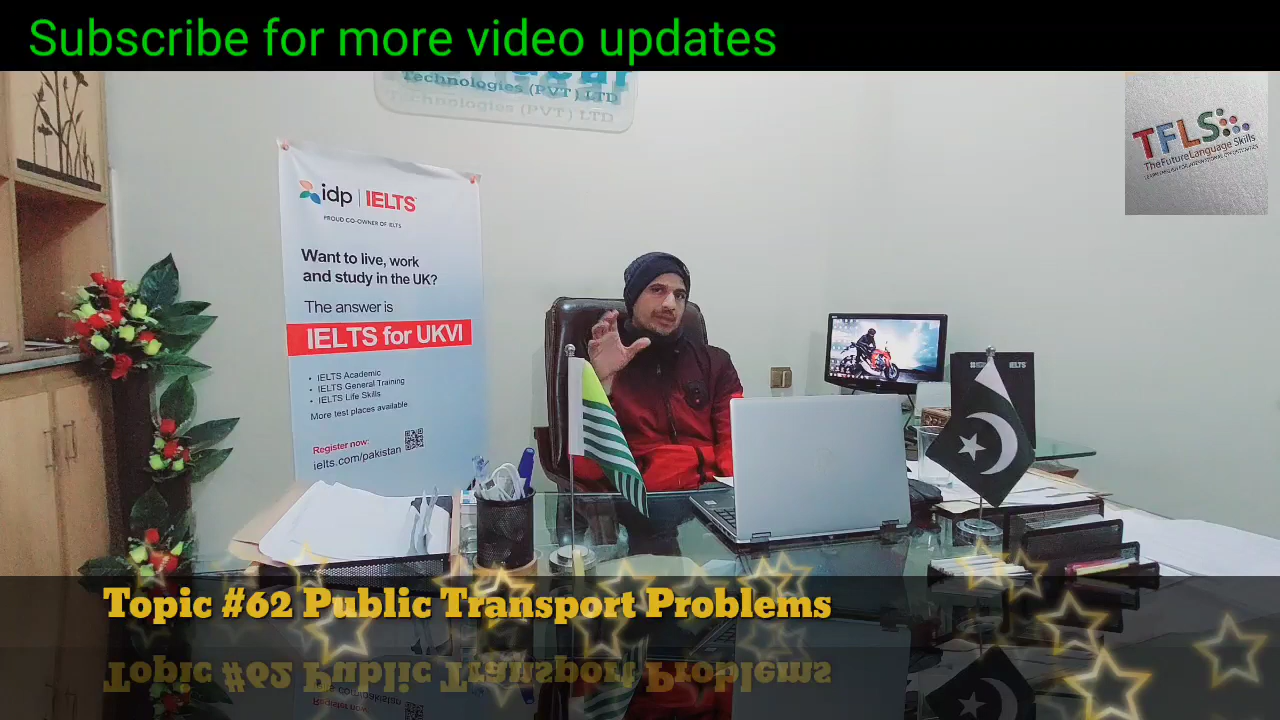 Subscribe for more video updates
Technologies (PVT) LTD
TFLS
The Future Language Skills
idp | IELTS
PROUD CO-OWNER OF IELTS
Want to live, work
and study in the UK?
The answer is
IELTS for UKVI
• IELTS Academic
• IELTS General Training
• IELTS Life Skills
More test places available
Register now:
ielts.com/pakistan
IELTS
Topic #62 Public Transport Problems